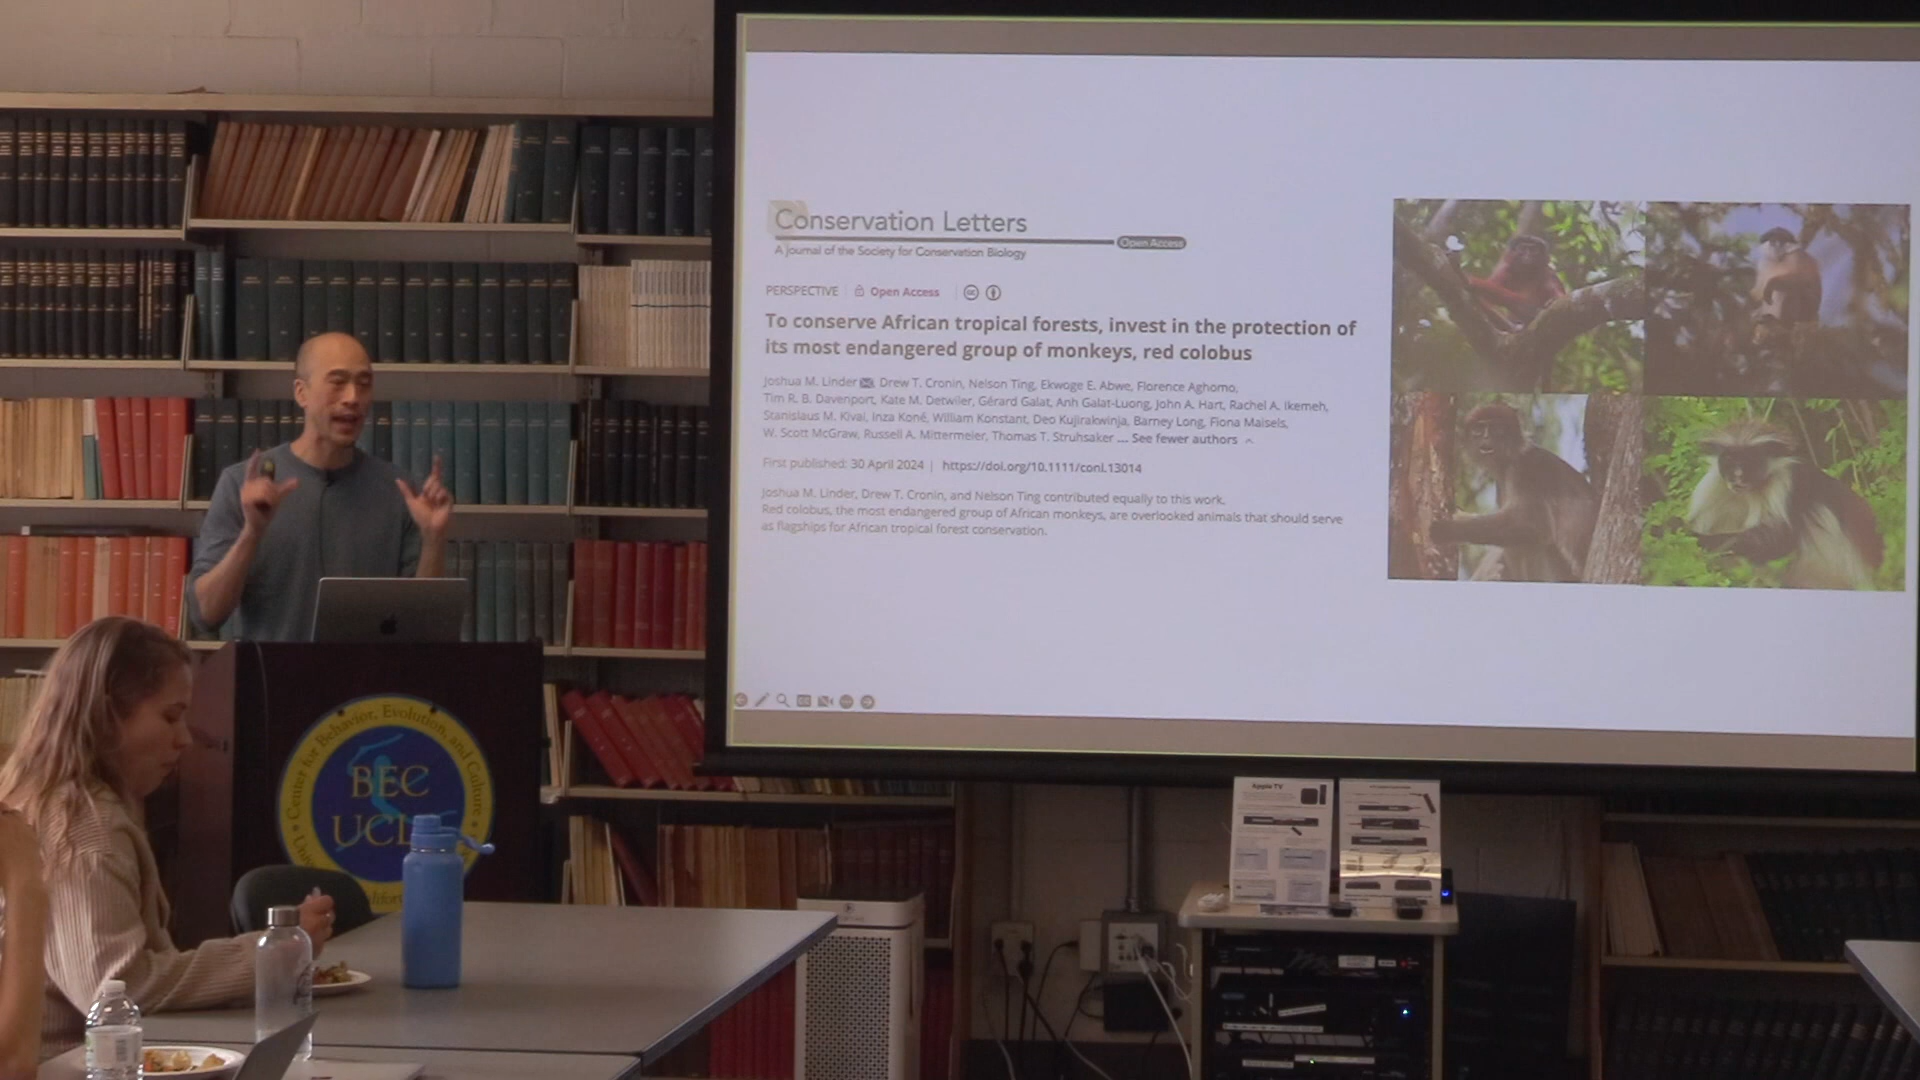 Conservation Letters
Open Access
A journal of the Society for Conservation Biology
PERSPECTIVE
Open Access
cc
To conserve African tropical forests, invest in the protection of
its most endangered group of monkeys, red colobus
Joshua M. Linder, Drew T. Cronin, Nelson Ting, Ekwoge E. Abwe, Florence Aghomo,
Tim R. B. Davenport, Kate M. Detwiler, Gérard Galat, Anh Galat-Luong, John A. Hart, Rachel A. Ikemeh,
Stanislaus M. Kivai, Inza Koné, William Konstant, Deo Kujirakwinja, Barney Long, Fiona Maisels,
W. Scott McGraw, Russell A. Mittermeier, Thomas T. Struhsaker .... See fewer authors
First published: 30 April 2024 | https://doi.org/10.1111/conl.13014
Joshua M. Linder, Drew T. Cronin, and Nelson Ting contributed equally to this work.
Red colobus, the most endangered group of African monkeys, are overlooked animals that should serve
as flagships for African tropical forest conservation.
Center for Behavior, Evolution, and Culture
BEC
UCL
Apple TV